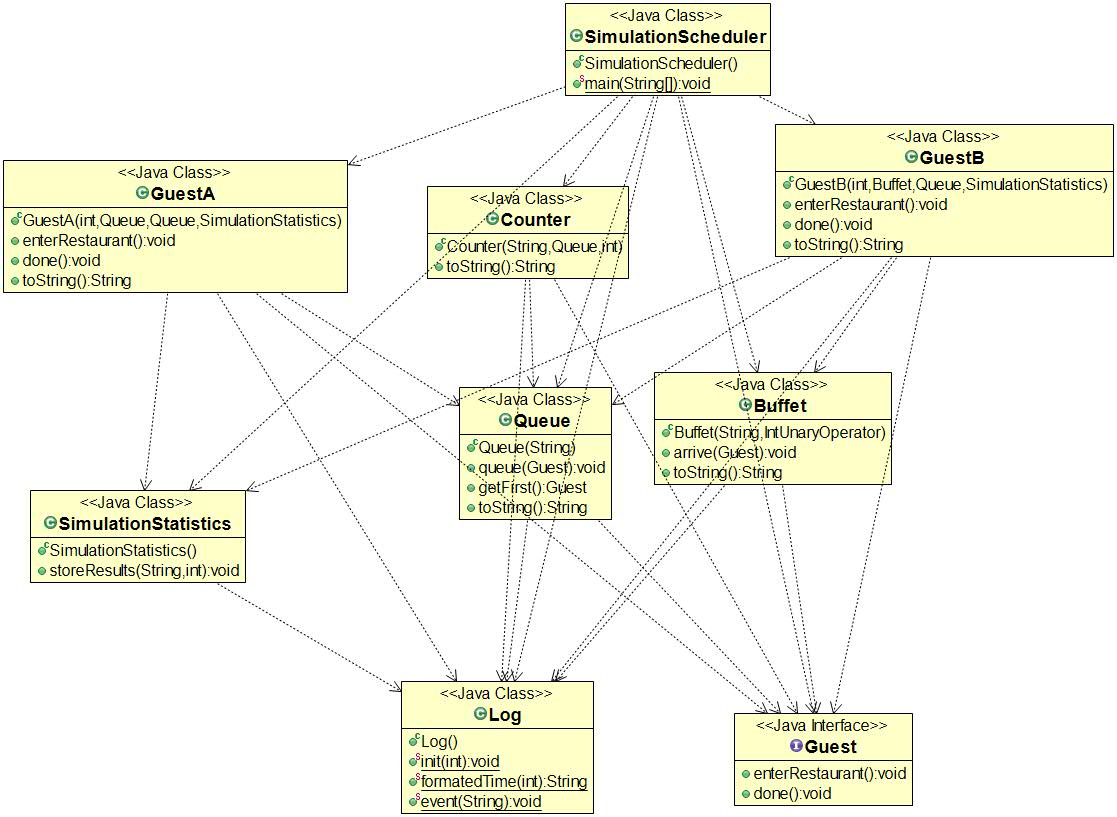 <<Java Class>>
SimulationScheduler
SimulationScheduler()
main(String[]):void
<<Java Class>>
GuestB
GuestB(int,Buffet,Queue,SimulationStatistics)
enterRestaurant():void
done():void
toString():String
<<Java Class>>
GuestA
GuestA(int,Queue,Queue,SimulationStatistics)
enterRestaurant():void
done():void
toString():String
<<Java Class>>
Counter
Counter(String,Queue,int)
toString():String
<<Java Class>>
Queue
Queue(String)
queue(Guest):void
getFirst():Guest
toString():String
<<Java Class>>
Buffet
Buffet(String,IntUnaryOperator)
arrive(Guest):void
toString():String
<<Java Class>>
SimulationStatistics
SimulationStatistics()
storeResults(String,int):void
<<Java Class>>
Log
Log()
init(int):void
formatedTime(int):String
event(String):void
<<Java Interface>>
Guest
enterRestaurant():void
done():void